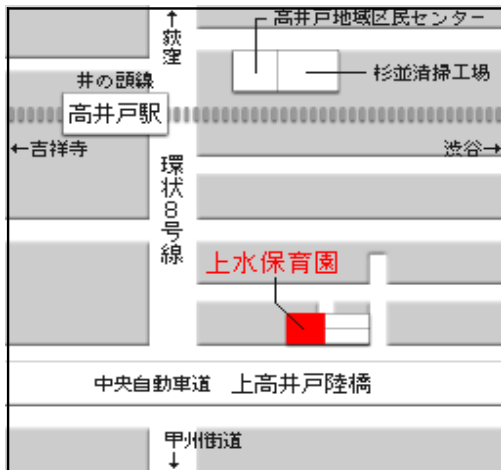 ↑荻窪
高井戸地域区民センター
杉並清掃工場
井の頭線
高井戸駅
←吉祥寺
渋谷→
環状8号線
上水保育園
中央自動車道
上高井戸陸橋
甲州街道
↓